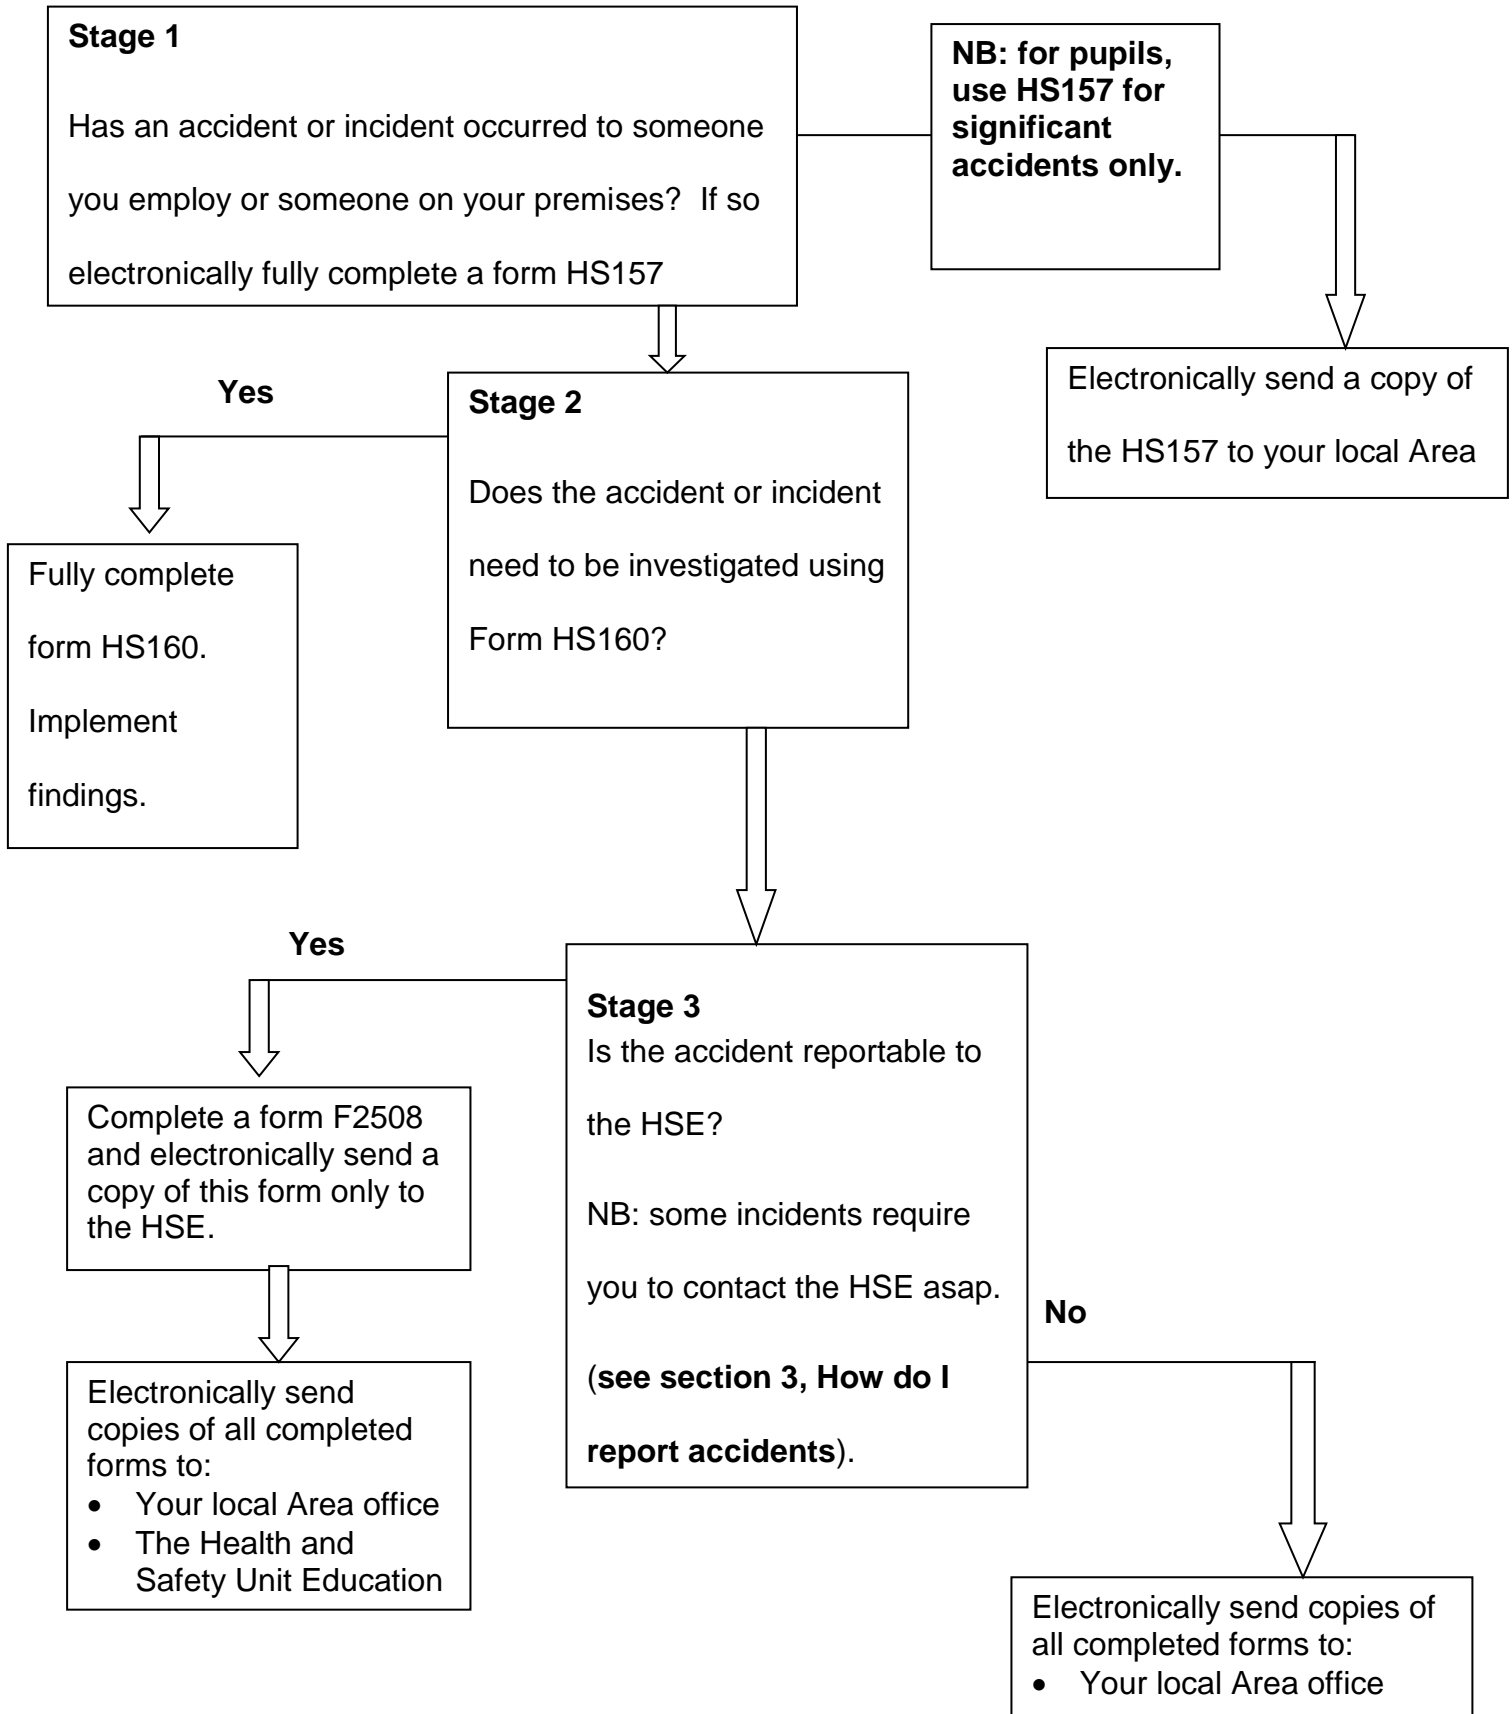 Stage 1
Has an accident or incident occurred to someone
you employ or someone on your premises?  If so
electronically fully complete a form HS157
NB: for pupils,
use HS157 for
significant
accidents only.
Electronically send a copy of
the HS157 to your local Area
Yes
Stage 2
Does the accident or incident
need to be investigated using
Form HS160?
Fully complete
form HS160.
Implement
findings.
Yes
Stage 3
Is the accident reportable to
the HSE?
NB: some incidents require
you to contact the HSE asap.
(see section 3, How do I
report accidents).
Complete a form F2508
and electronically send a
copy of this form only to
the HSE.
Electronically send
copies of all completed
forms to:
• Your local Area office
• The Health and
Safety Unit Education
No
Electronically send copies of
all completed forms to:
• Your local Area office